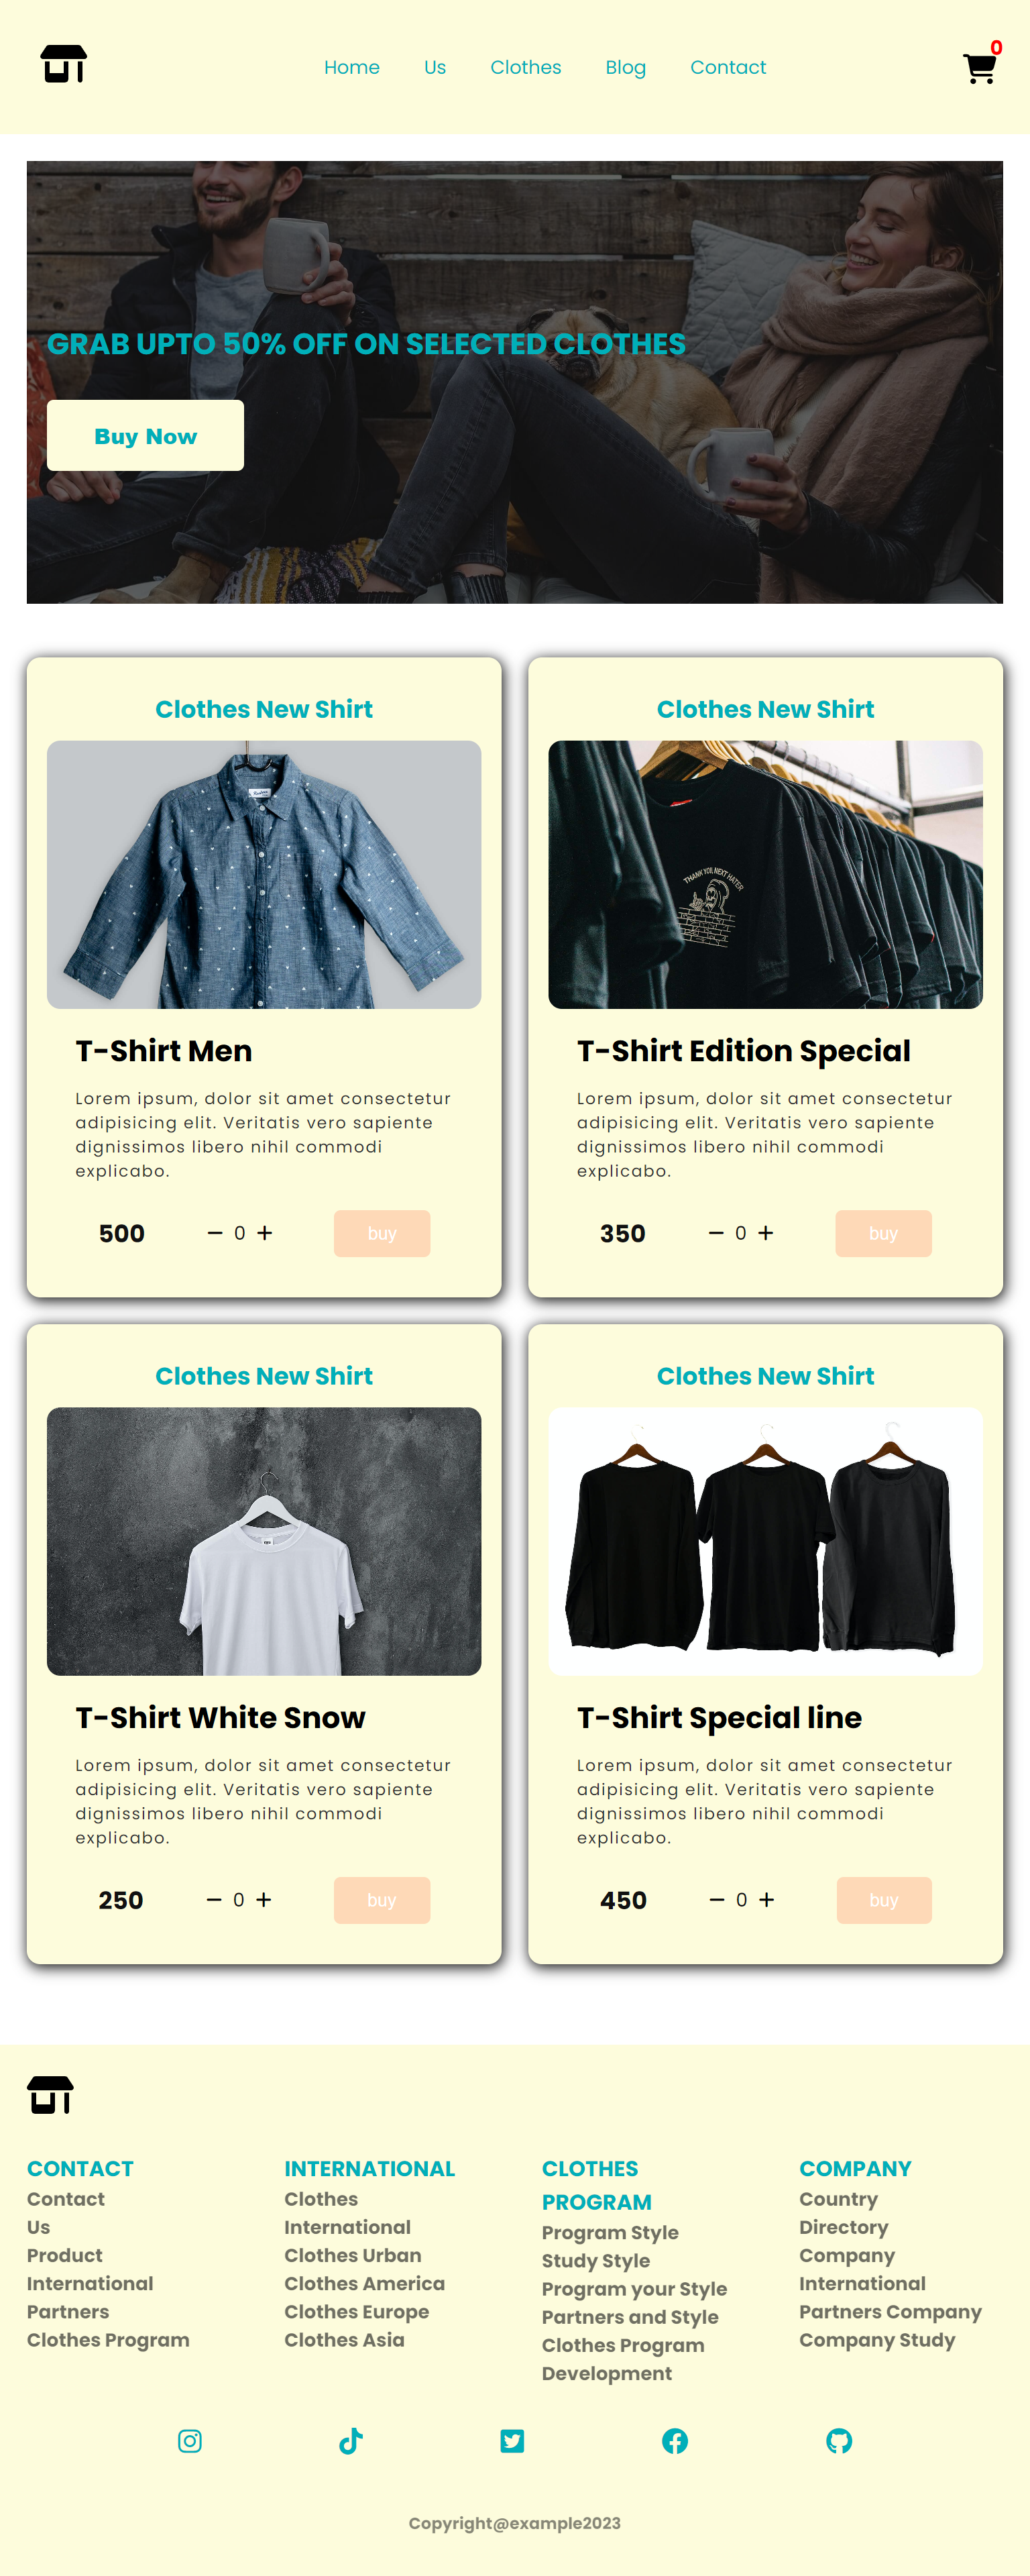 0
Home Us Clothes Blog Contact
GRAB UPTO 50% OFF ON SELECTED CLOTHES
Buy Now
Clothes New Shirt
T-Shirt Men
Lorem ipsum, dolor sit amet consectetur
adipisicing elit. Veritatis vero sapiente
dignissimos libero nihil commodi
explicabo.
500 − 0 + buy
Clothes New Shirt
THANK YOU, NEXT HATER
T-Shirt Edition Special
Lorem ipsum, dolor sit amet consectetur
adipisicing elit. Veritatis vero sapiente
dignissimos libero nihil commodi
explicabo.
350 − 0 + buy
Clothes New Shirt
T-Shirt White Snow
Lorem ipsum, dolor sit amet consectetur
adipisicing elit. Veritatis vero sapiente
dignissimos libero nihil commodi
explicabo.
250 − 0 + buy
Clothes New Shirt
T-Shirt Special line
Lorem ipsum, dolor sit amet consectetur
adipisicing elit. Veritatis vero sapiente
dignissimos libero nihil commodi
explicabo.
450 − 0 + buy
CONTACT
Contact
Us
Product
International
Partners
Clothes Program
INTERNATIONAL
Clothes
International
Clothes Urban
Clothes America
Clothes Europe
Clothes Asia
CLOTHES
PROGRAM
Program Style
Study Style
Program your Style
Partners and Style
Clothes Program
Development
COMPANY
Country
Directory
Company
International
Partners Company
Company Study
Copyright@example2023